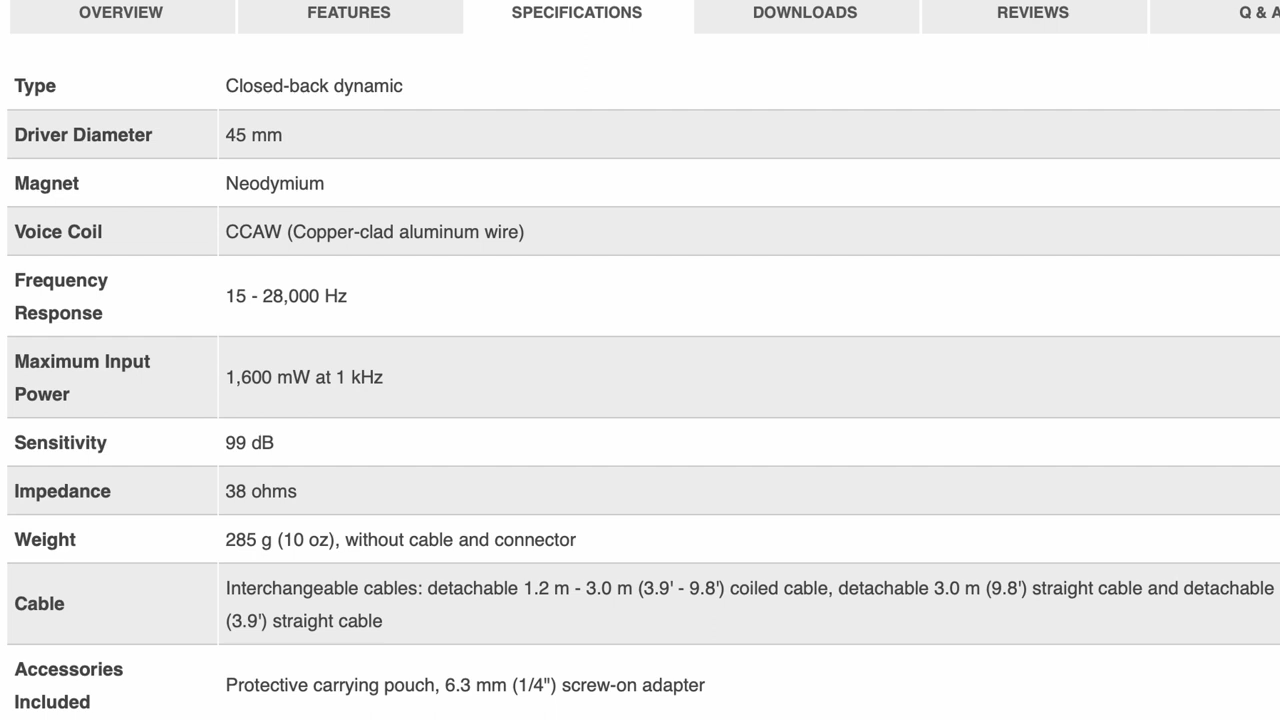 OVERVIEW FEATURES SPECIFICATIONS DOWNLOADS REVIEWS Q & A
Type Closed-back dynamic
Driver Diameter 45 mm
Magnet Neodymium
Voice Coil CCAW (Copper-clad aluminum wire)
Frequency
Response
15 - 28,000 Hz
Maximum Input
Power
1,600 mW at 1 kHz
Sensitivity 99 dB
Impedance 38 ohms
Weight 285 g (10 oz), without cable and connector
Cable
Interchangeable cables: detachable 1.2 m - 3.0 m (3.9' - 9.8') coiled cable, detachable 3.0 m (9.8') straight cable and detachable
(3.9') straight cable
Accessories
Included
Protective carrying pouch, 6.3 mm (1/4") screw-on adapter